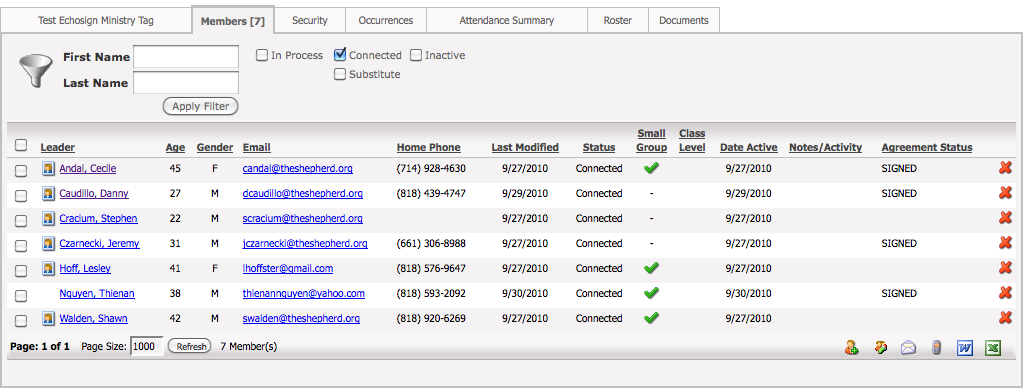 Test Echosign Ministry Tag Members [7] Security Occurrences Attendance Summary Roster Documents
First Name In Process Connected Inactive
Last Name Substitute
Apply Filter
Leader Age Gender Email Home Phone Last Modified Status Small Group Class Level Date Active Notes/Activity Agreement Status
Andal, Cecile 45 F candal@theshepherd.org (714) 928-4630 9/27/2010 Connected 9/27/2010 SIGNED
Caudillo, Danny 27 M dcaudillo@theshepherd.org (818) 439-4747 9/29/2010 Connected - 9/29/2010 SIGNED
Cracium, Stephen 22 M scracium@theshepherd.org 9/27/2010 Connected - 9/27/2010
Czarnecki, Jeremy 31 M jczarnecki@theshepherd.org (661) 306-8988 9/27/2010 Connected - 9/27/2010 SIGNED
Hoff, Lesley 41 F lhoffster@gmail.com (818) 576-9647 9/27/2010 Connected 9/27/2010
Nguyen, Thienan 38 M thienannguyen@yahoo.com (818) 593-2092 9/30/2010 Connected 9/30/2010 SIGNED
Walden, Shawn 42 M swalden@theshepherd.org (818) 920-6269 9/27/2010 Connected 9/27/2010
Page: 1 of 1 Page Size: 1000 Refresh 7 Member(s)